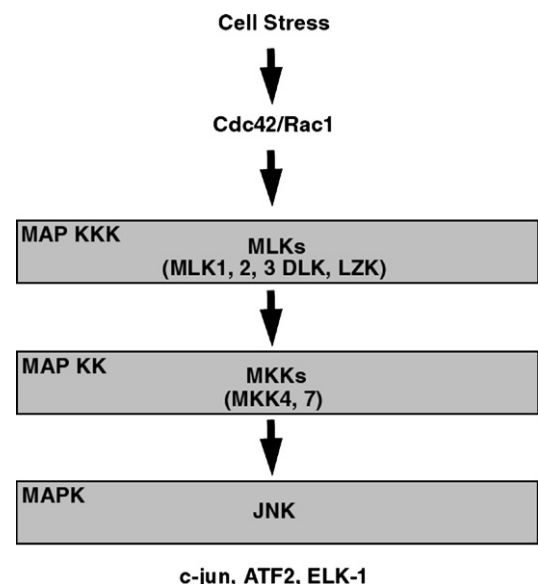 Cell Stress
Cdc42/Rac1
MAP KKK
MLKs
(MLK1, 2, 3 DLK, LZK)
MAP KK
MKKs
(MKK4, 7)
MAPK
JNK
c-jun, ATF2, ELK-1